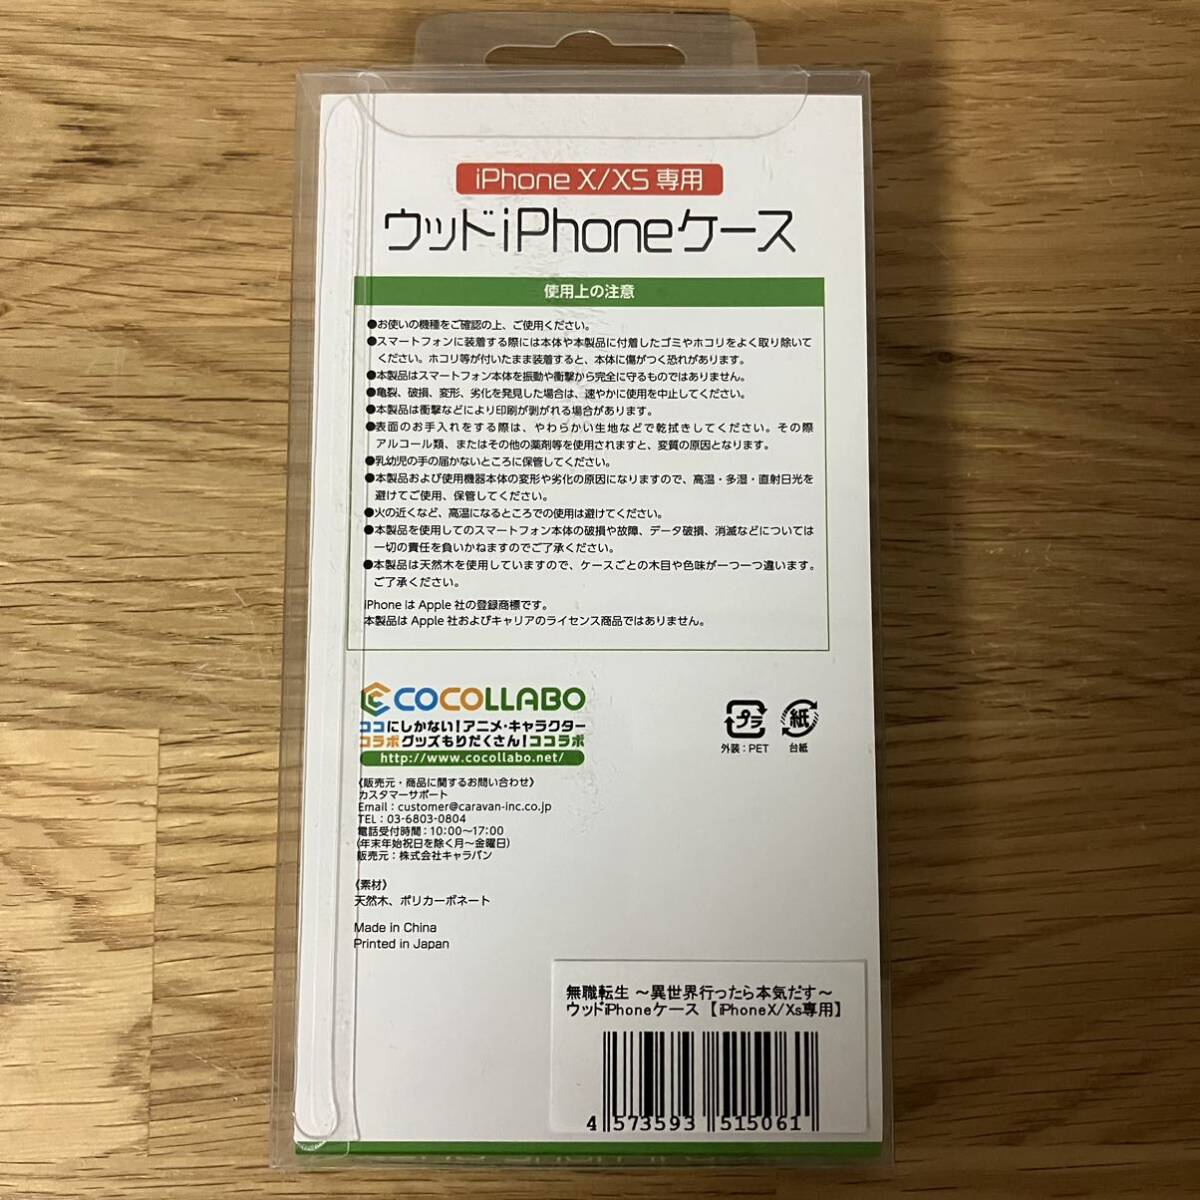 iPhone X/XS 専用
ウッドiPhoneケース
使用上の注意
●お使いの機種をご確認の上、ご使用ください。
●スマートフォンに装着する際には本体や本製品に付着したゴミやホコリをよく取り除いて
ください。ホコリ等が付いたまま装着すると、本体に傷がつく恐れがあります。
●本製品はスマートフォン本体を振動や衝撃から完全に守るものではありません。
●亀裂、破損、変形、劣化を発見した場合は、速やかに使用を中止してください。
●本製品は衝撃などにより印刷が剥がれる場合があります。
●表面のお手入れをする際は、やわらかい生地などで乾拭きしてください。その際
アルコール類、またはその他の薬剤等を使用されますと、変質の原因となります。
●乳幼児の手の届かないところに保管してください。
●本製品および使用機器本体の変形や劣化の原因になりますので、高温・多湿・直射日光を
避けてご使用、保管してください。
●火の近くなど、高温になるところでの使用は避けてください。
●本製品を使用してのスマートフォン本体の破損や故障、データ破損、消滅などについては
一切の責任を負いかねますのでご了承ください。
●本製品は天然木を使用していますので、ケースごとの木目や色味が一つ一つ違います。
ご了承ください。
iPhone は Apple 社の登録商標です。
本製品は Apple 社およびキャリアのライセンス商品ではありません。
COCOLLABO
ココにしかない!アニメ・キャラクター
コラボグッズもりだくさん!ココラボ
http://www.cocollabo.net/
プラ
外装:PET
紙
台紙
〈販売元・商品に関するお問い合わせ〉
カスタマーサポート
Email:customer@caravan-inc.co.jp
TEL:03-6803-0804
電話受付時間:10:00～17:00
(年末年始祝日を除く月～金曜日)
販売元:株式会社キャラバン
〈素材〉
天然木、ポリカーボネート
Made in China
Printed in Japan
無職転生 ～異世界行ったら本気だす～
ウッドiPhoneケース【iPhoneX/Xs専用】
4 573593 515061